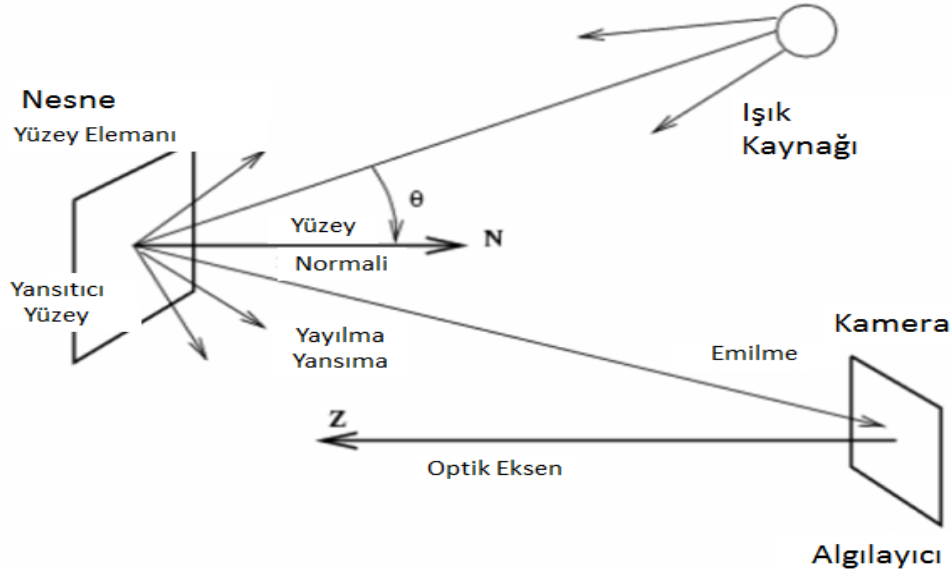 Nesne
Yüzey Elemanı
Işık
Kaynağı
θ
Yüzey
N
Normali
Yansıtıcı
Yüzey
Yayılma
Yansıma
Kamera
Emilme
Z
Optik Eksen
Algılayıcı